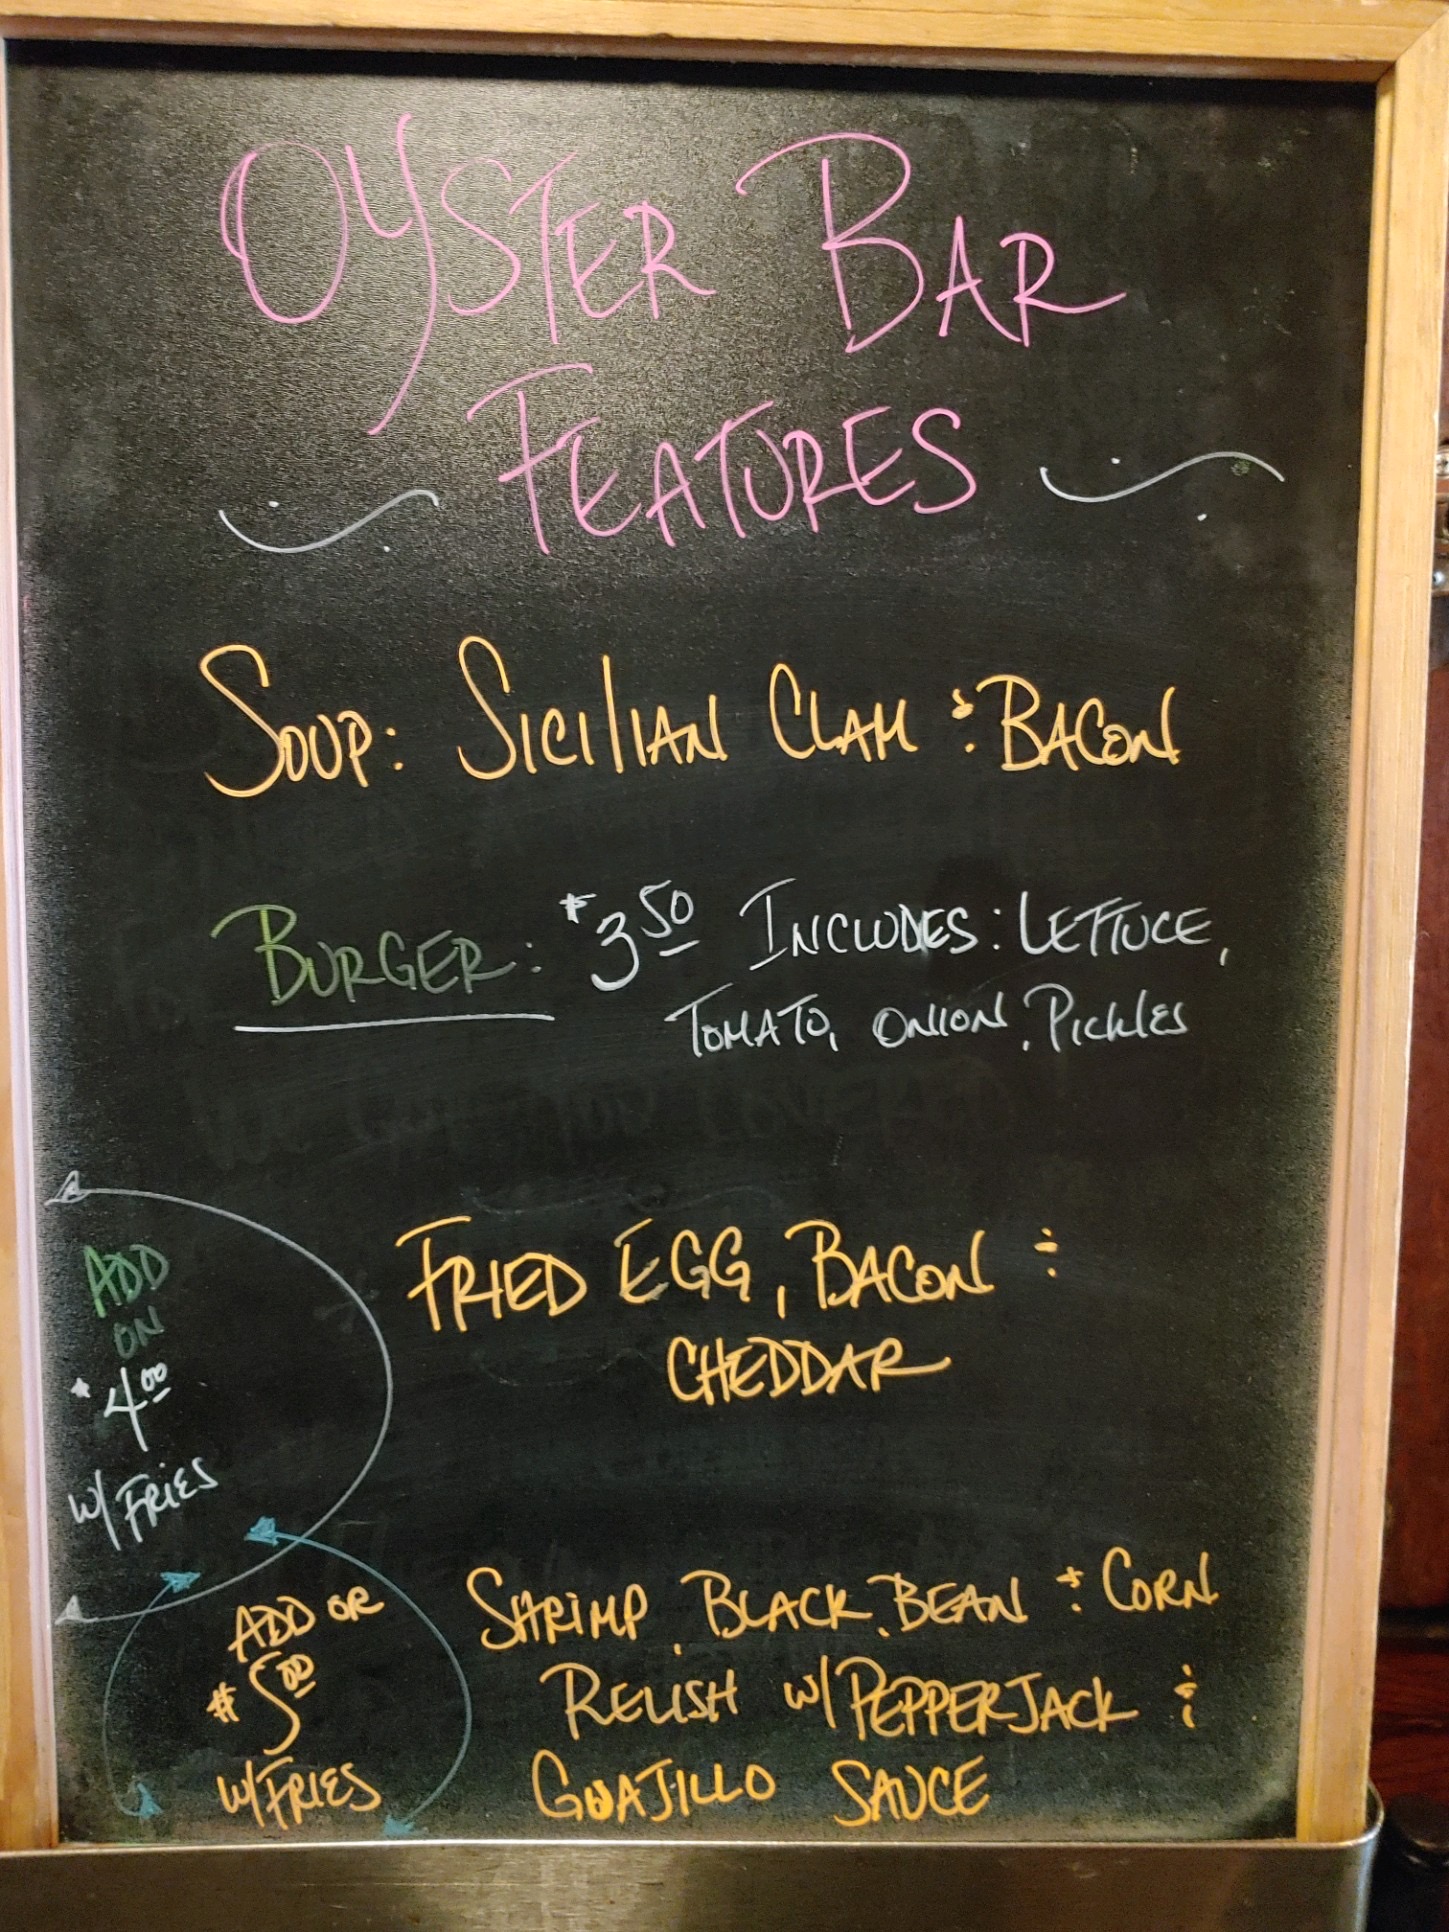 OYSTER BAR
FEATURES
SOUP: SICILIAN CLAM & BACON
BURGER: $3.50 INCLUDES: LETTUCE,
TOMATO, ONION, PICKLES
FRIED EGG, BACON &
CHEDDAR
ADD
ON
$4.00
W/ FRIES
SHRIMP, BLACK BEAN & CORN
RELISH W/ PEPPERJACK &
GUAJILLO SAUCE
ADD OR
$5.00
W/ FRIES